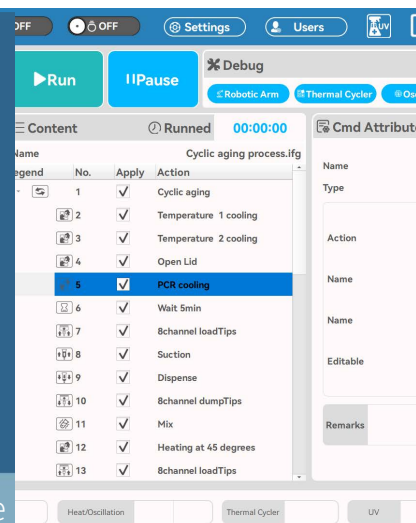 OFF
OFF
Settings
Users
UV
Run
Pause
Debug
Robotic Arm
Thermal Cycler
Os
Content
Runned
00:00:00
Cmd Attribut
Name
Cyclic aging process.ifg
egend
No.
Apply
Action
1
Cyclic aging
2
Temperature 1 cooling
3
Temperature 2 cooling
4
Open Lid
5
PCR cooling
6
Wait 5min
7
8channel loadTips
8
Suction
9
Dispense
10
8channel dumpTips
11
Mix
12
Heating at 45 degrees
13
8channel loadTips
Name
Type
Action
Name
Name
Editable
Remarks
e
Heat/Oscillation
Thermal Cycler
UV